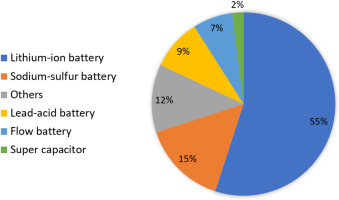 2%
7%
9%
12%
15%
55%
Lithium-ion battery
Sodium-sulfur battery
Others
Lead-acid battery
Flow battery
Super capacitor